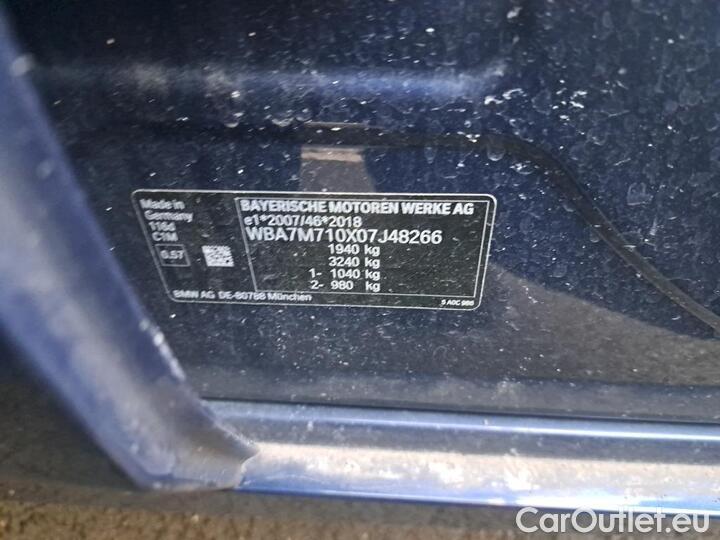 Made in
Germany
116d
C1M
0.57
BMW AG DE-80788 München
BAYERISCHE MOTOREN WERKE AG
e1*2007/46*2018
WBA7M710X07J48266
1940 kg
3240 kg
1- 1040 kg
2- 980 kg
CarOutlet.eu